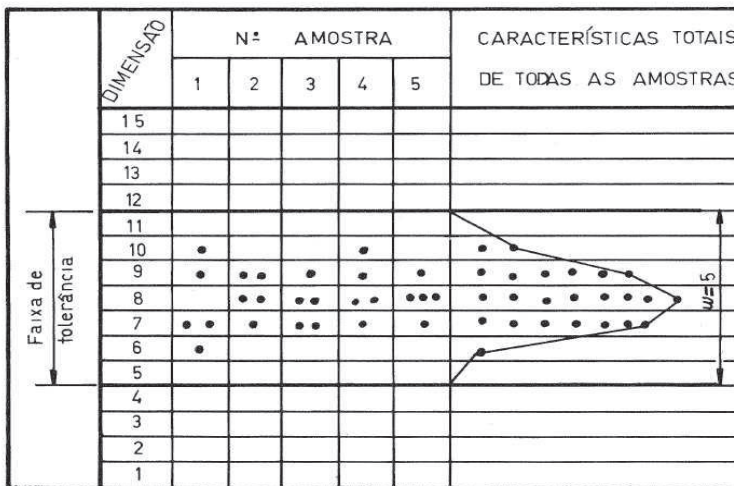 DIMENSÃO
Nº AMOSTRA
1 2 3 4 5
CARACTERÍSTICAS TOTAIS
DE TODAS AS AMOSTRAS
15
14
13
12
11
10
9
8
7
6
5
4
3
2
1
Faixa de
tolerância
w=5